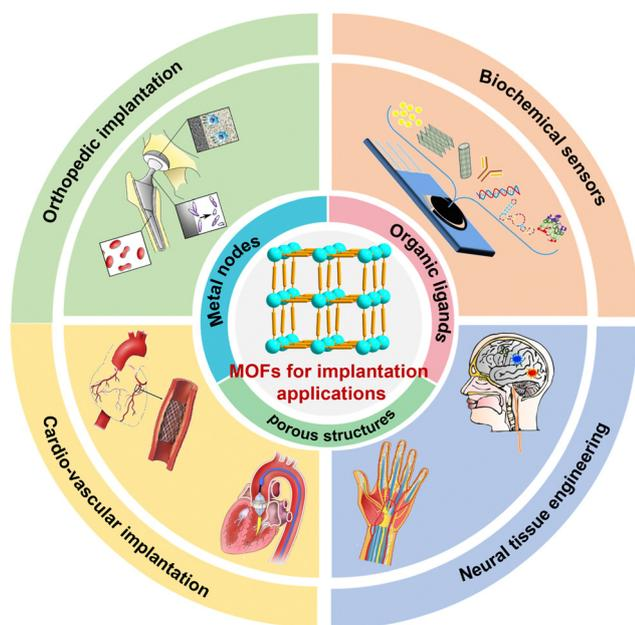 Orthopedic implantation
Biochemical sensors
Metal nodes
Organic ligands
MOFs for implantation
applications
porous structures
Cardio-vascular implantation
Neural tissue engineering